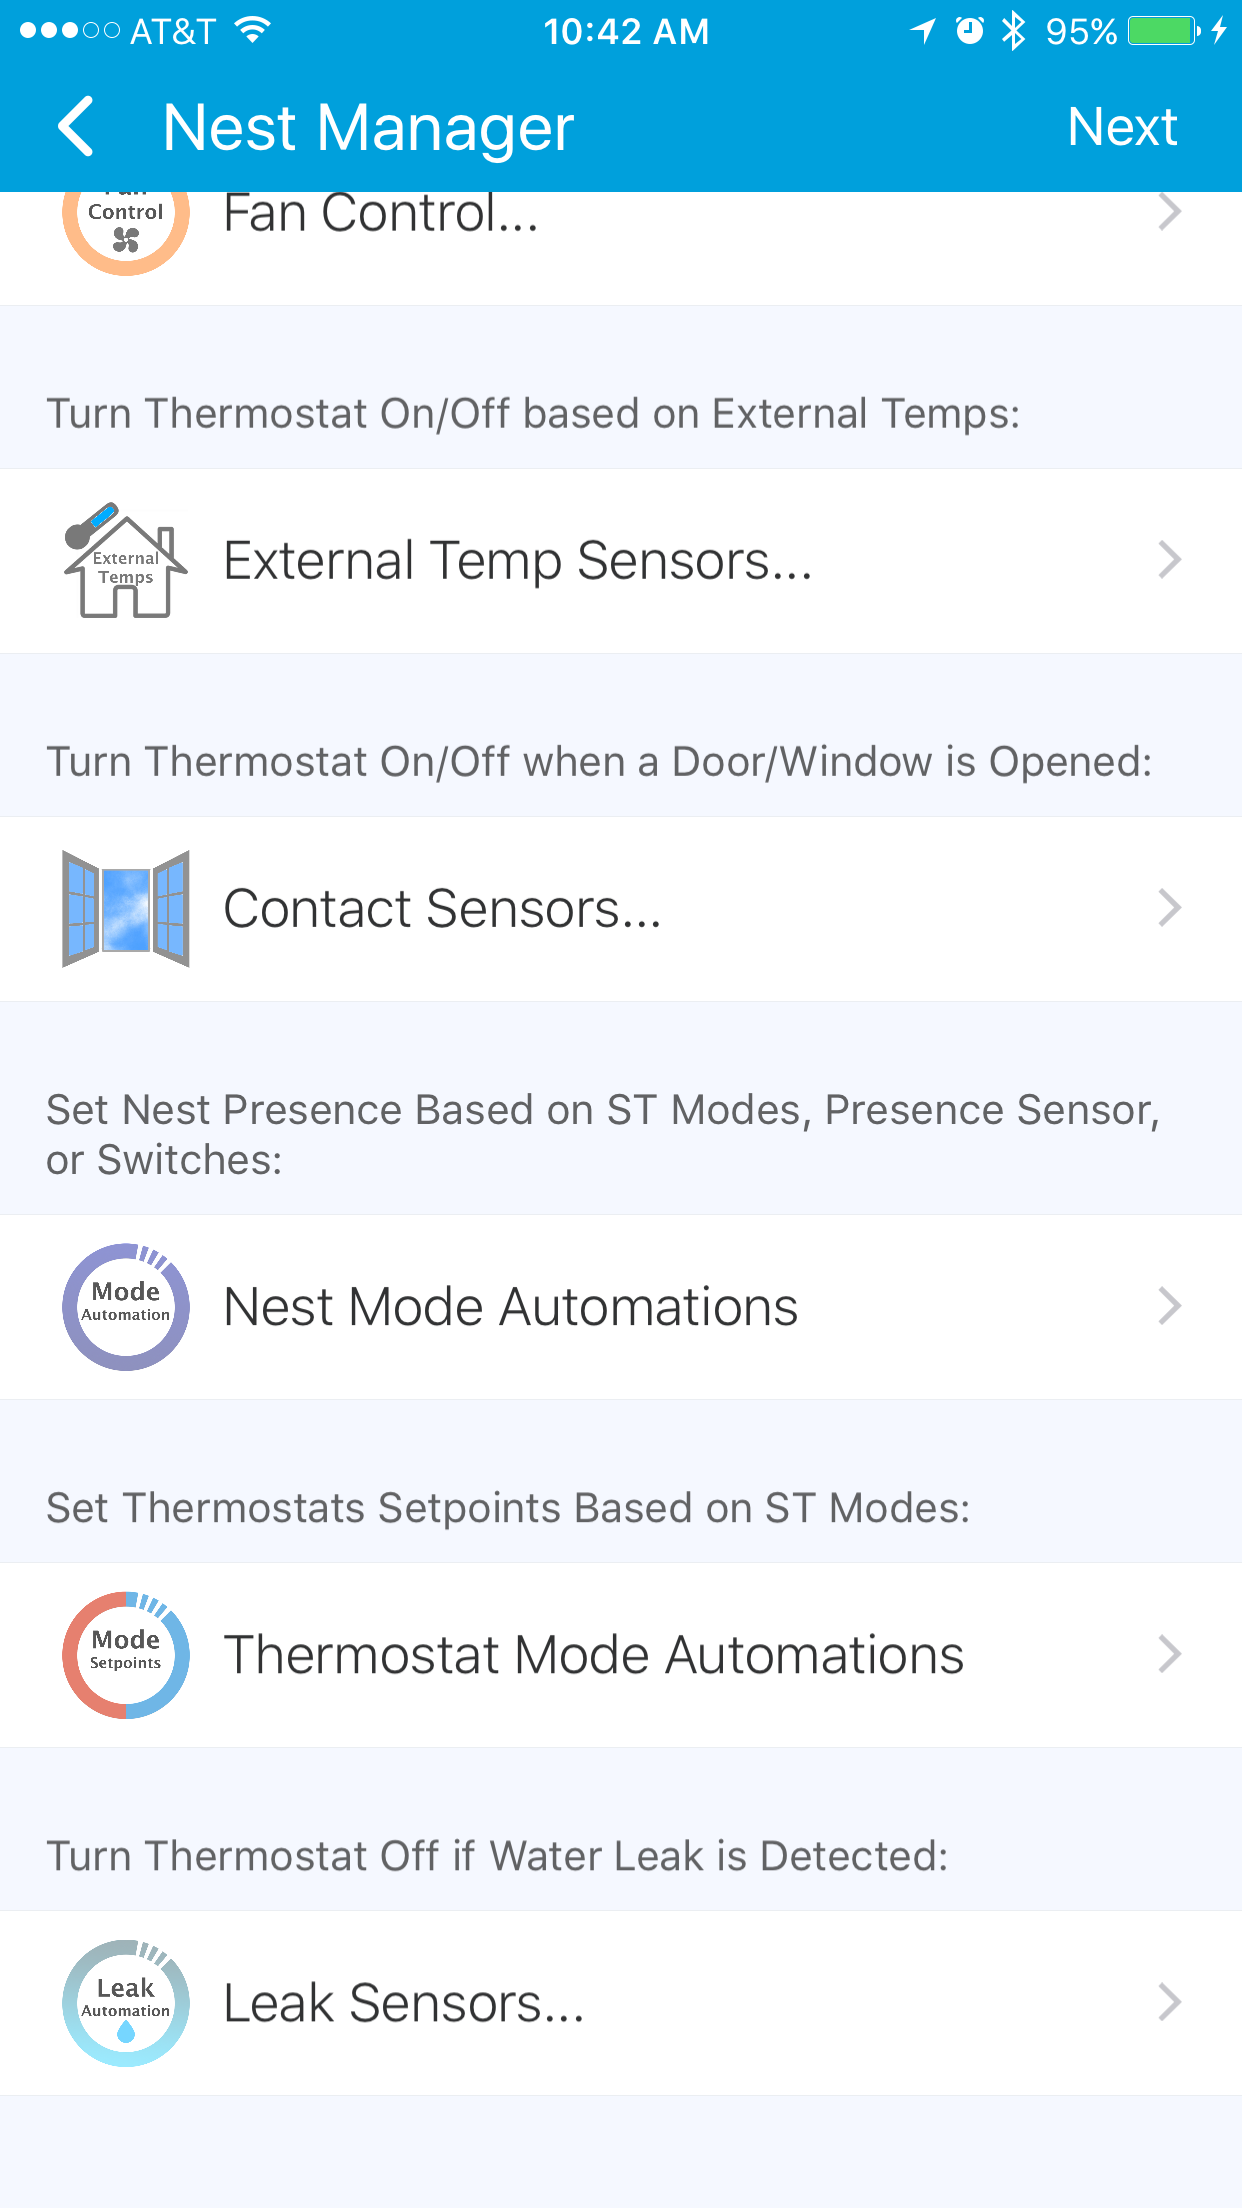 AT&T 10:42 AM 95%
Nest Manager Next
Control
Fan Control...
Turn Thermostat On/Off based on External Temps:
External
Temps
External Temp Sensors...
Turn Thermostat On/Off when a Door/Window is Opened:
Contact Sensors...
Set Nest Presence Based on ST Modes, Presence Sensor,
or Switches:
Mode
Automation
Nest Mode Automations
Set Thermostats Setpoints Based on ST Modes:
Mode
Setpoints
Thermostat Mode Automations
Turn Thermostat Off if Water Leak is Detected:
Leak
Automation
Leak Sensors...